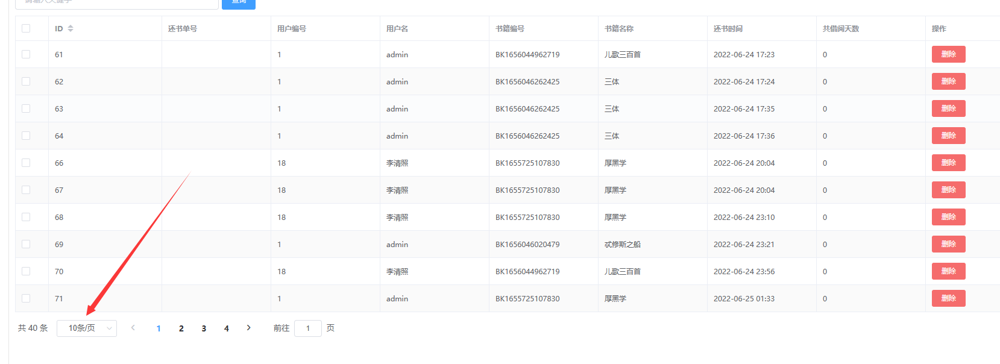 请输入关键字 查询
ID 还书单号 用户编号 用户名 书籍编号 书籍名称 还书时间 共借阅天数 操作
61 1 admin BK1656044962719 儿歌三百首 2022-06-24 17:23 0 删除
62 1 admin BK1656046262425 三体 2022-06-24 17:24 0 删除
63 1 admin BK1656046262425 三体 2022-06-24 17:35 0 删除
64 1 admin BK1656046262425 三体 2022-06-24 17:36 0 删除
66 18 李清照 BK1655725107830 厚黑学 2022-06-24 20:04 0 删除
67 18 李清照 BK1655725107830 厚黑学 2022-06-24 20:04 0 删除
68 18 李清照 BK1655725107830 厚黑学 2022-06-24 23:10 0 删除
69 1 admin BK1656046020479 忒修斯之船 2022-06-24 23:21 0 删除
70 18 李清照 BK1656044962719 儿歌三百首 2022-06-24 23:56 0 删除
71 1 admin BK1655725107830 厚黑学 2022-06-25 01:33 0 删除
共 40 条 10条/页 1 2 3 4 前往 1 页